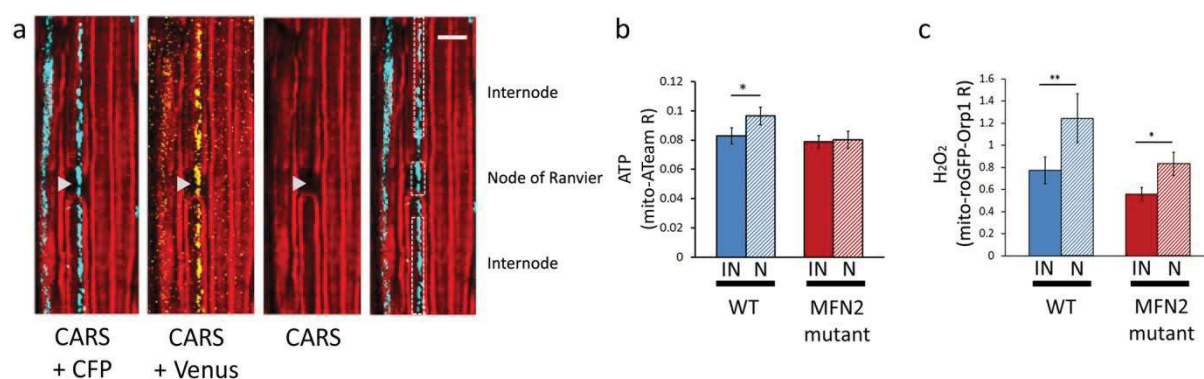 a
Internode
Node of Ranvier
Internode
CARS
+ CFP
CARS
+ Venus
CARS
b
ATP
(mito-ATeam R)
0.12
0.1
0.08
0.06
0.04
0.02
0
*
IN N IN N
WT
MFN2
mutant
c
H₂O₂
(mito-roGFP-Orp1 R)
1.6
1.4
1.2
1
0.8
0.6
0.4
0.2
0
**
*
IN N IN N
WT
MFN2
mutant